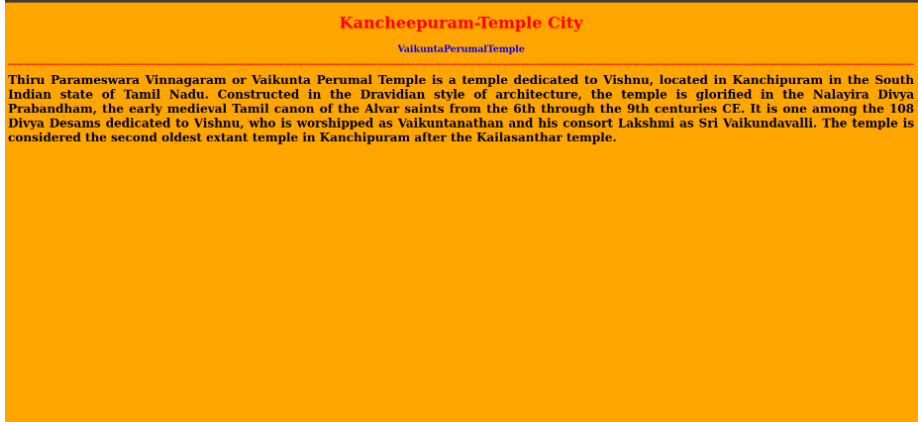 Kancheepuram-Temple City
VaikuntaPerumalTemple
Thiru Parameswara Vinnagaram or Vaikunta Perumal Temple is a temple dedicated to Vishnu, located in Kanchipuram in the South
Indian state of Tamil Nadu. Constructed in the Dravidian style of architecture, the temple is glorified in the Nalayira Divya
Prabandham, the early medieval Tamil canon of the Alvar saints from the 6th through the 9th centuries CE. It is one among the 108
Divya Desams dedicated to Vishnu, who is worshipped as Vaikuntanathan and his consort Lakshmi as Sri Vaikundavalli. The temple is
considered the second oldest extant temple in Kanchipuram after the Kailasanthar temple.